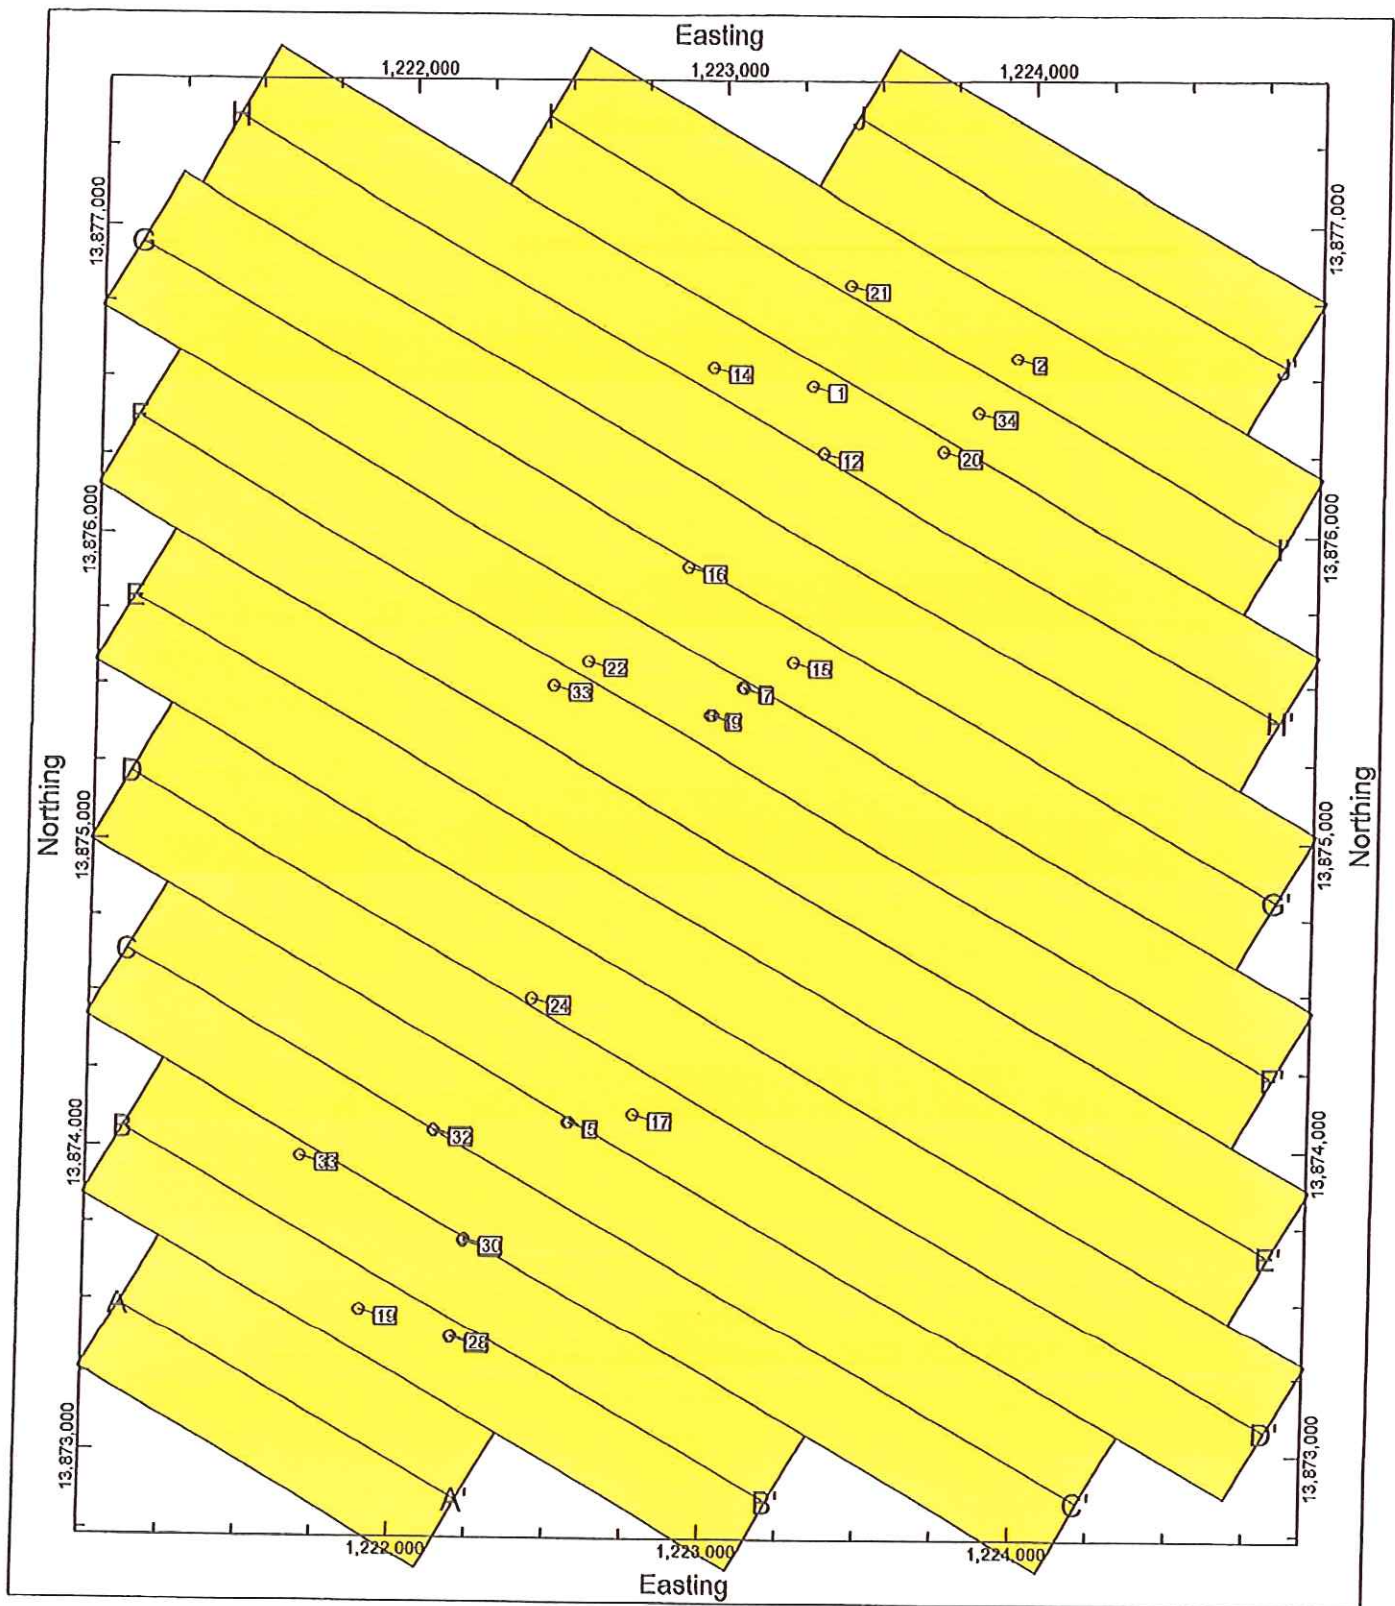 Easting
1,222,000 1,223,000 1,224,000
H I J
13,877,000 13,877,000
G
21
2
14 1 J'
34
F
12 20
13,876,000 13,876,000
I'
16
E
22 15
33 7
9 H'
D
Northing Northing
13,875,000 13,875,000
G'
C
24
F'
17
B 32 5
13,874,000 13,874,000
33
30 E'
A
19
28
D'
13,873,000 13,873,000
A' B' C'
1,222,000 1,223,000 1,224,000
Easting